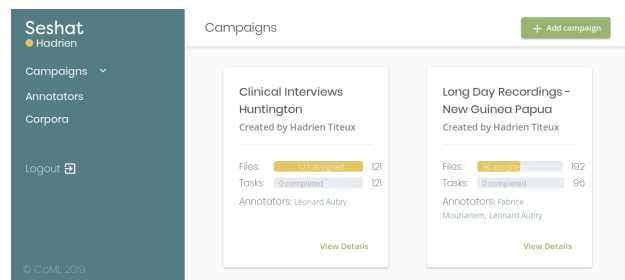 Seshat
Hadrien
Campaigns
Annotators
Corpora
Logout
© CoML 2019
Campaigns
+ Add campaign
Clinical Interviews
Huntington
Created by Hadrien Titeux
Files: 121 assigned 121
Tasks: 0 completed 121
Annotators: Léonard Aubry
View Details
Long Day Recordings -
New Guinea Papua
Created by Hadrien Titeux
Files: 96 assigned 192
Tasks: 0 completed 96
Annotators: Fabrice
Mouhartem, Léonard Aubry
View Details